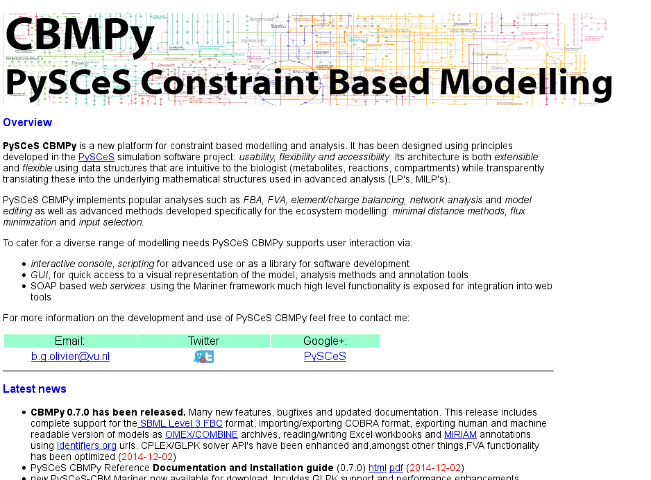 CBMPy
PySCeS Constraint Based Modelling
Overview
PySCeS CBMPy is a new platform for constraint based modelling and analysis. It has been designed using principles
developed in the PySCeS simulation software project: usability, flexibility and accessibility. Its architecture is both extensible
and flexible using data structures that are intuitive to the biologist (metabolites, reactions, compartments) while transparently
translating these into the underlying mathematical structures used in advanced analysis (LP's, MILP's).
PySCeS CBMPy implements popular analyses such as FBA, FVA, element/charge balancing, network analysis and model
editing as well as advanced methods developed specifically for the ecosystem modelling: minimal distance methods, flux
minimization and input selection.
To cater for a diverse range of modelling needs PySCeS CBMPy supports user interaction via:
• interactive console, scripting for advanced use or as a library for software development
• GUI, for quick access to a visual representation of the model, analysis methods and annotation tools
• SOAP based web services: using the Mariner framework much high level functionality is exposed for integration into web
tools
For more information on the development and use of PySCeS CBMPy feel free to contact me:
Email: Twitter Google+:
b.g.olivier@vu.nl PySCeS
Latest news
• CBMPy 0.7.0 has been released. Many new features, bugfixes and updated documentation. This release includes
complete support for the SBML Level 3 FBC format, importing/exporting COBRA format, exporting human and machine
readable version of models as OMEX/COMBINE archives, reading/writing Excel workbooks and MIRIAM annotations
using Identifiers.org urls. CPLEX/GLPK solver API's have been enhanced and,amongst other things,FVA functionality
has been optimized (2014-12-02)
• PySCeS CBMPy Reference Documentation and Installation guide (0.7.0) html pdf (2014-12-02)
• new PySCeS-CBM Mariner now available for download. Includes GLPK support and performance enhancements